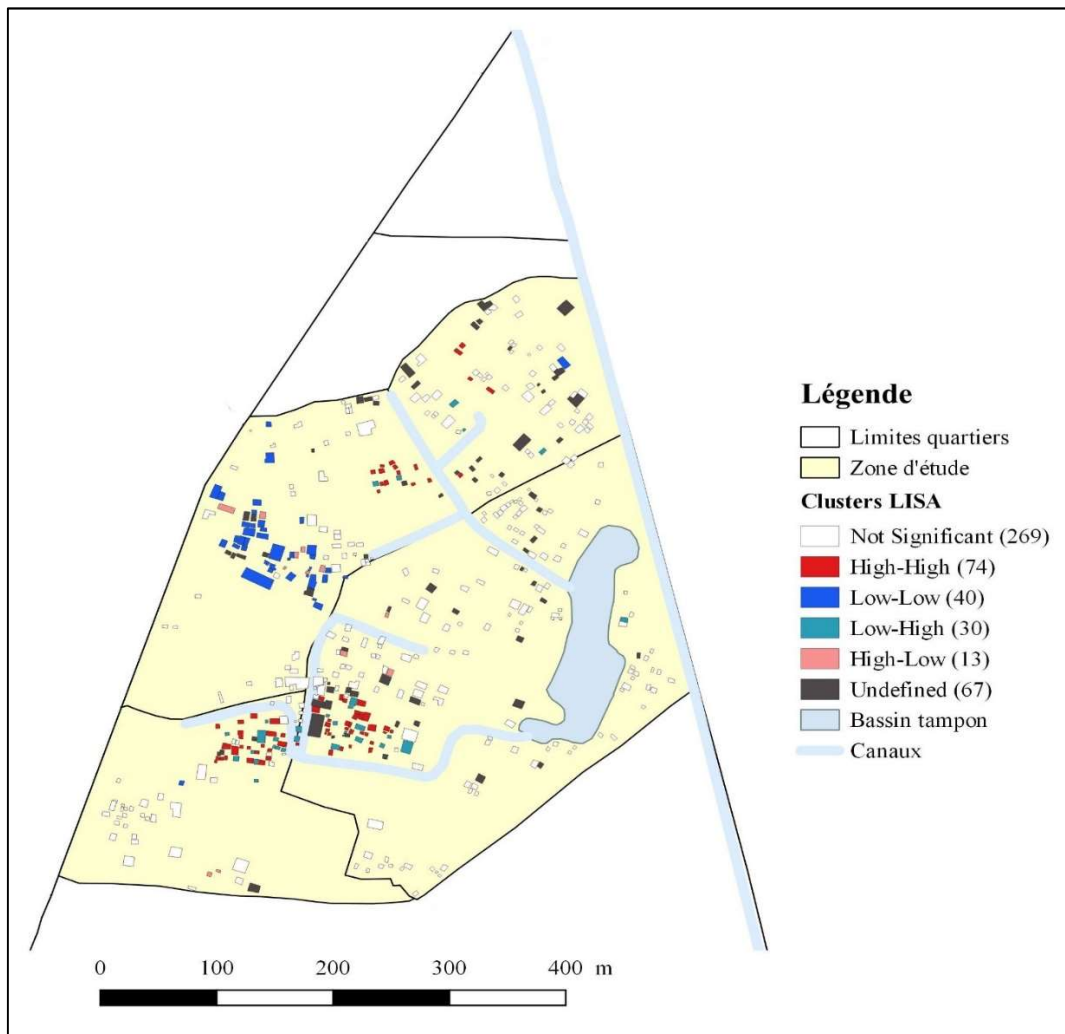 Légende
Limites quartiers
Zone d'étude
Clusters LISA
Not Significant (269)
High-High (74)
Low-Low (40)
Low-High (30)
High-Low (13)
Undefined (67)
Bassin tampon
Canaux
0 100 200 300 400 m